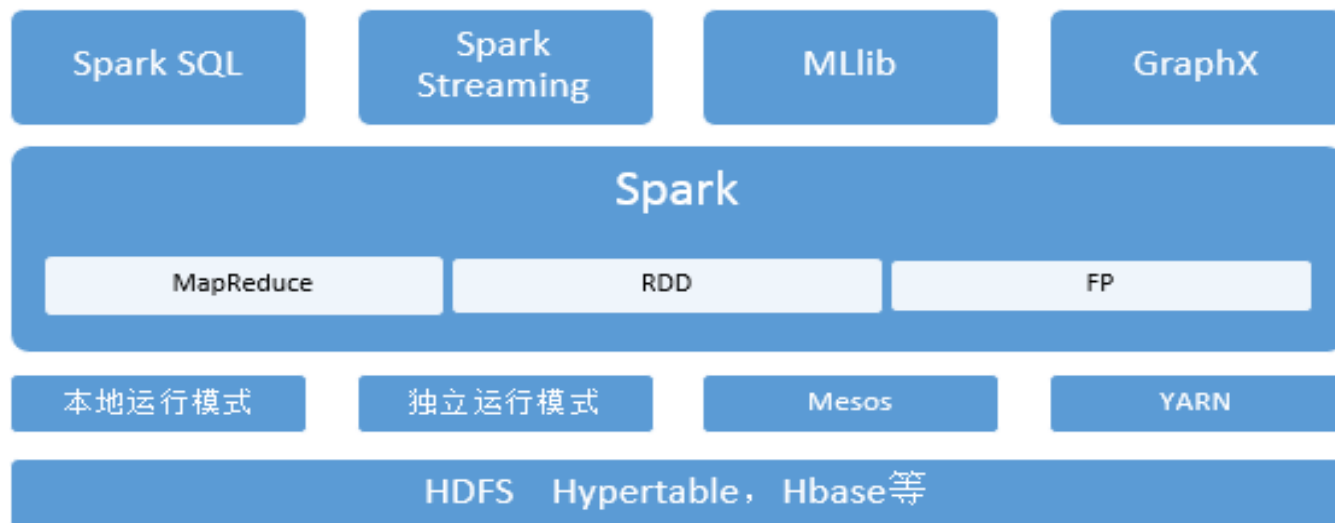 Spark SQL
Spark
Streaming
MLlib
GraphX
Spark
MapReduce
RDD
FP
本地运行模式
独立运行模式
Mesos
YARN
HDFS Hypertable，Hbase等